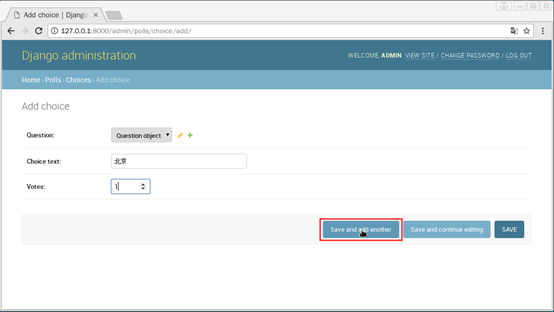 Add choice | Django
127.0.0.1:8000/admin/polls/choice/add/
Django administration
WELCOME, ADMIN. VIEW SITE / CHANGE PASSWORD / LOG OUT
Home › Polls › Choices › Add choice
Add choice
Question: Question object
Choice text: 北京
Votes: 1
Save and add another Save and continue editing SAVE